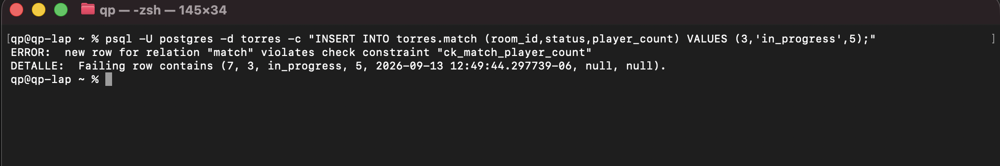 qp — -zsh — 145×34
[qp@qp-lap ~ % psql -U postgres -d torres -c "INSERT INTO torres.match (room_id,status,player_count) VALUES (3,'in_progress',5);" ]
ERROR:  new row for relation "match" violates check constraint "ck_match_player_count"
DETALLE:  Failing row contains (7, 3, in_progress, 5, 2026-09-13 12:49:44.297739-06, null, null).
qp@qp-lap ~ %